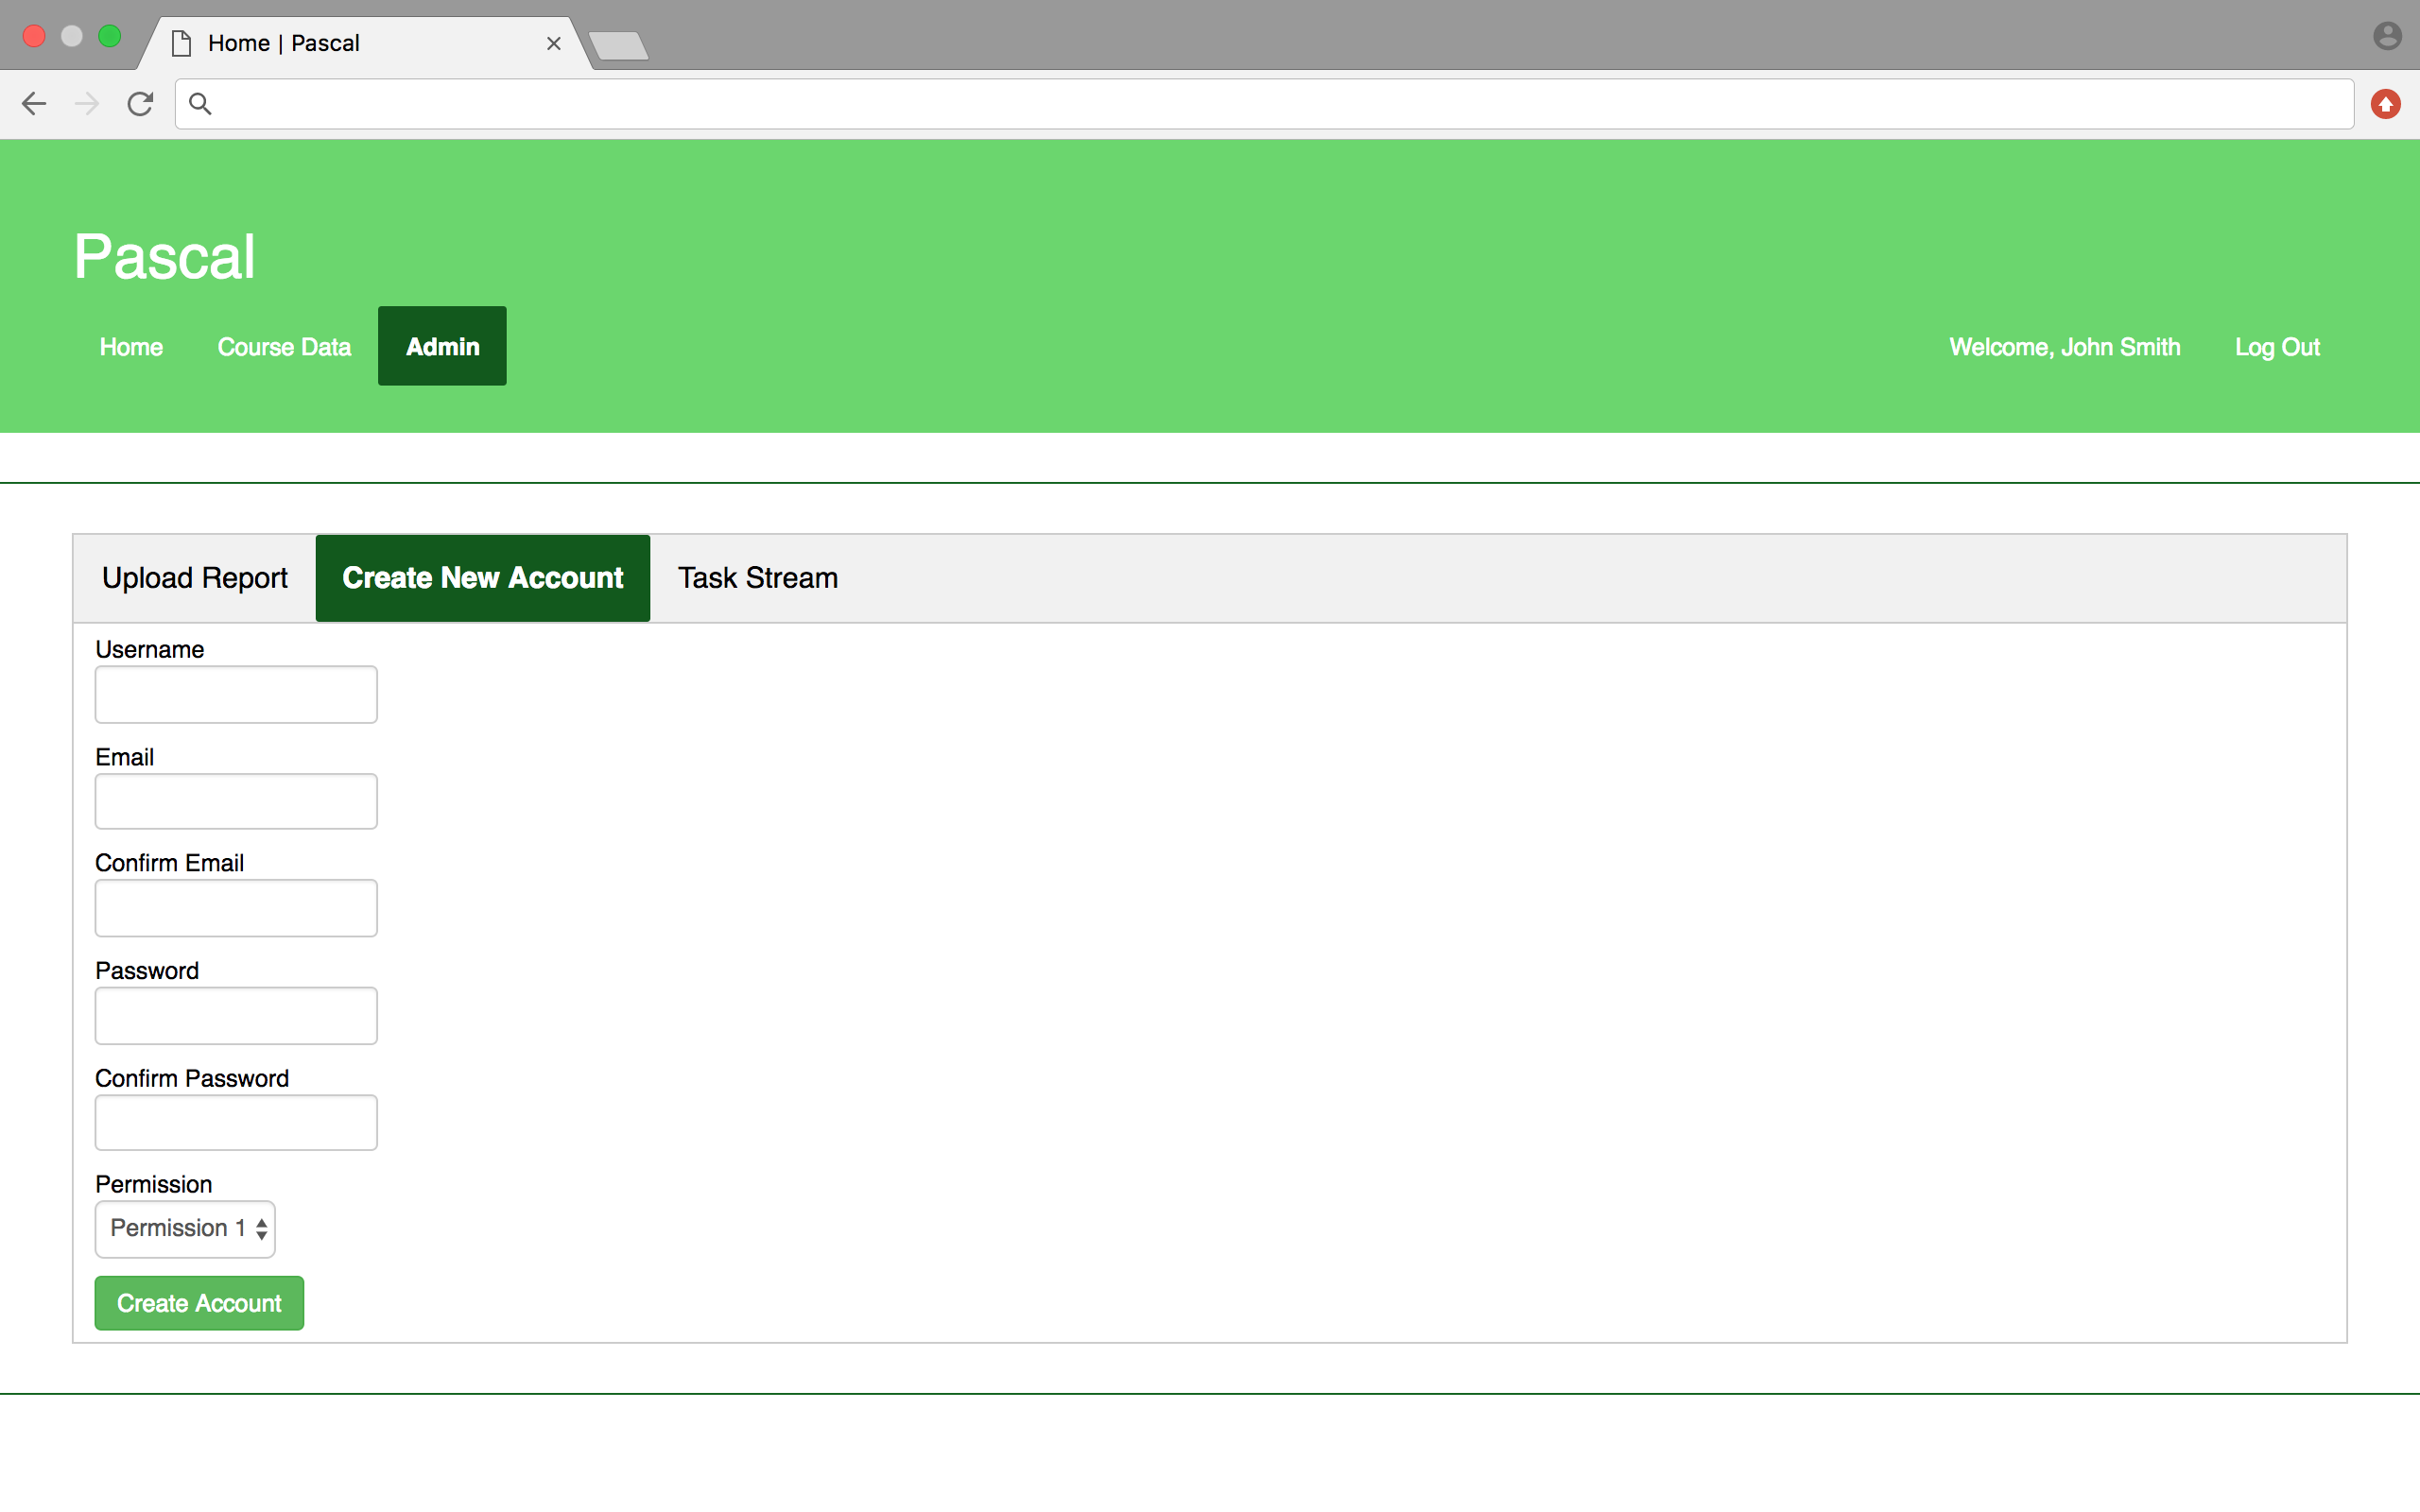 Home | Pascal
Pascal
Home Course Data Admin Welcome, John Smith Log Out
Upload Report Create New Account Task Stream
Username
Email
Confirm Email
Password
Confirm Password
Permission
Permission 1
Create Account